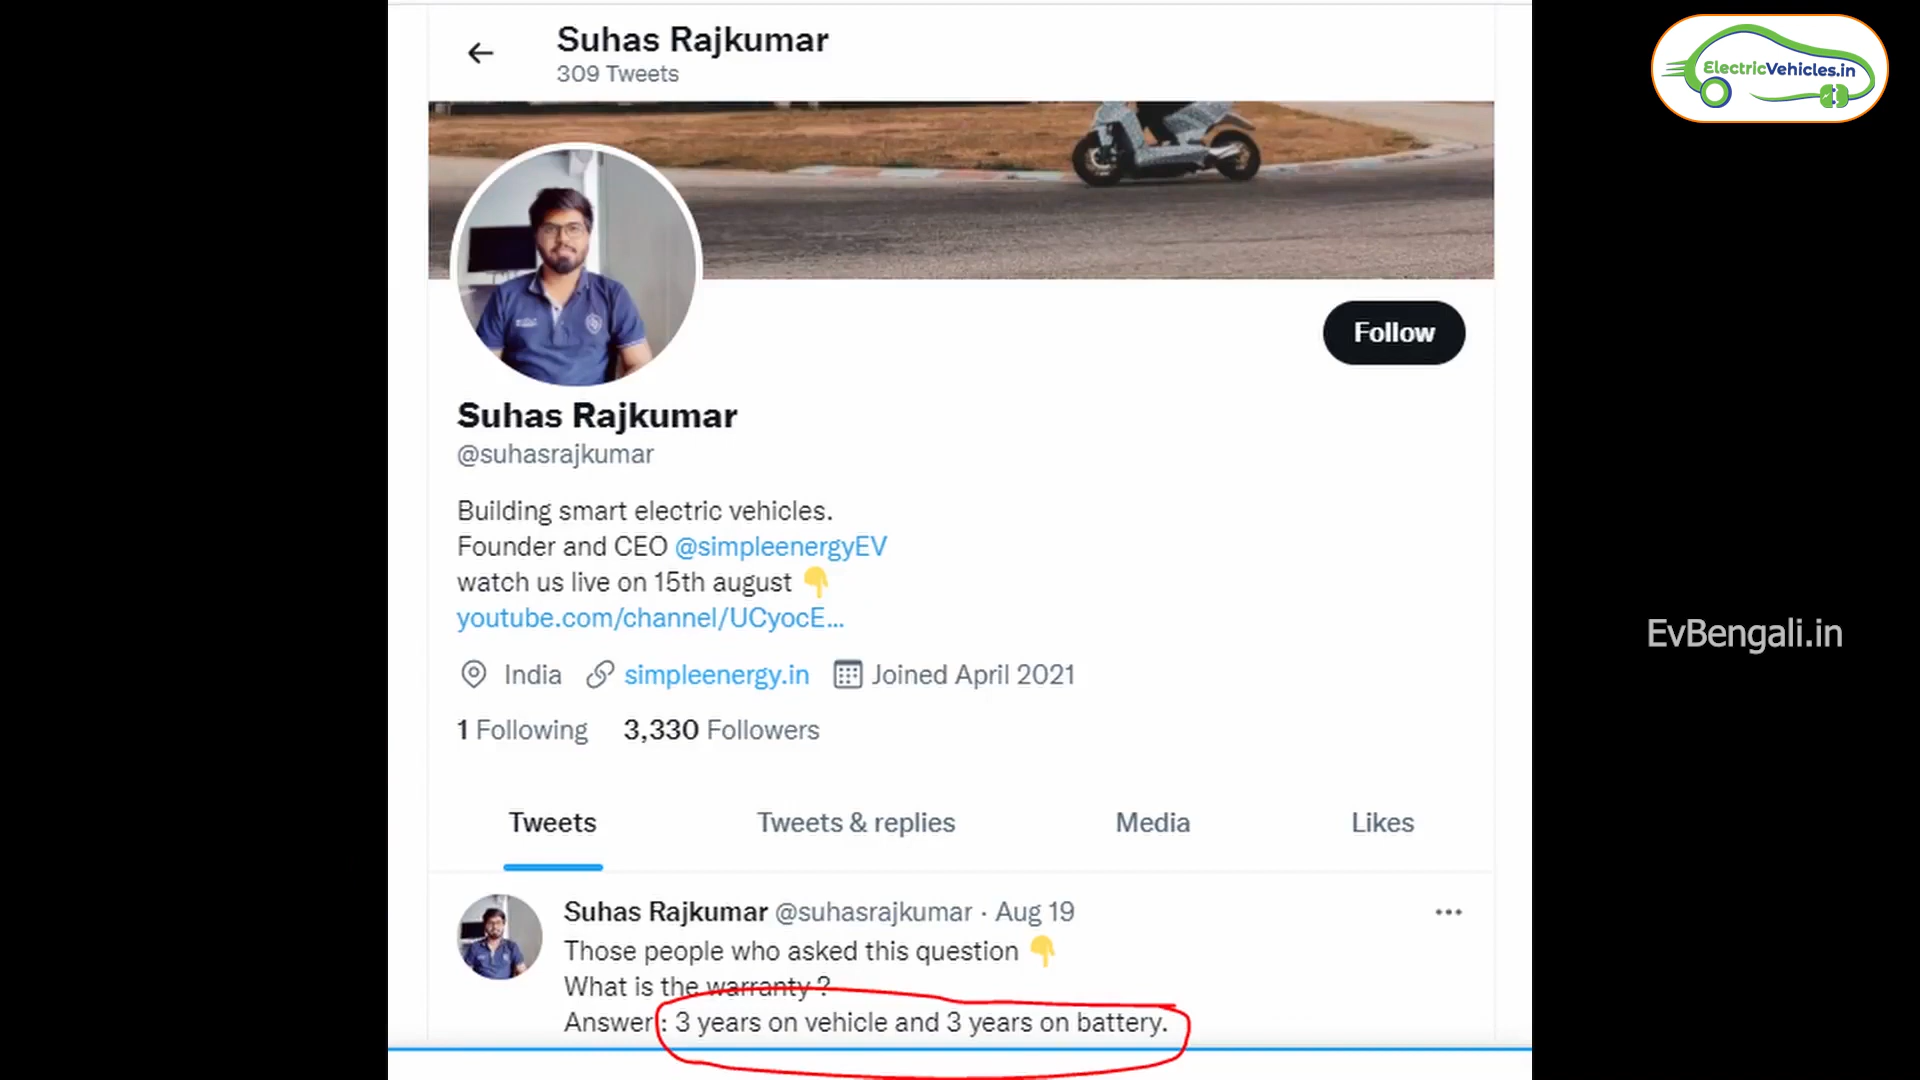 Suhas Rajkumar
309 Tweets
ElectricVehicles.in
Follow
Suhas Rajkumar
@suhasrajkumar
Building smart electric vehicles.
Founder and CEO @simpleenergyEV
watch us live on 15th august 👇
youtube.com/channel/UCyocE...
India simpleenergy.in Joined April 2021
EvBengali.in
1 Following 3,330 Followers
Tweets Tweets & replies Media Likes
Suhas Rajkumar @suhasrajkumar · Aug 19
Those people who asked this question 👇
What is the warranty ?
Answer : 3 years on vehicle and 3 years on battery.